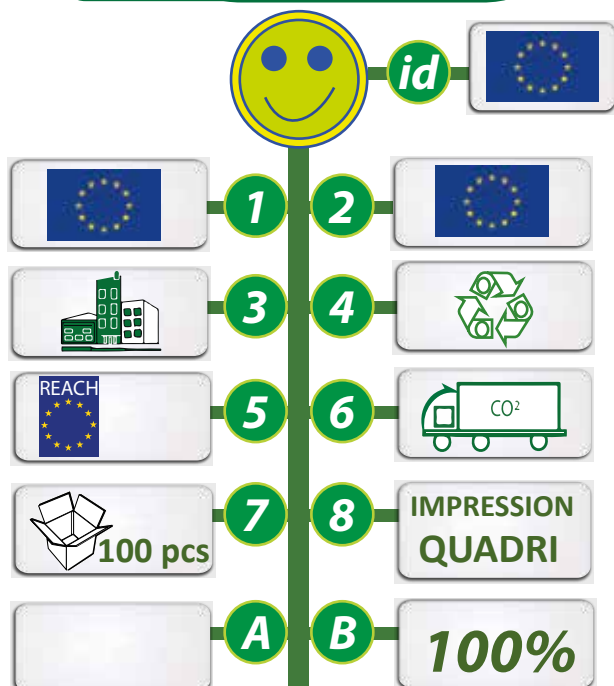 id
1
2
3
4
REACH
5
6
CO²
100 pcs
7
8
IMPRESSION
QUADRI
A
B
100%